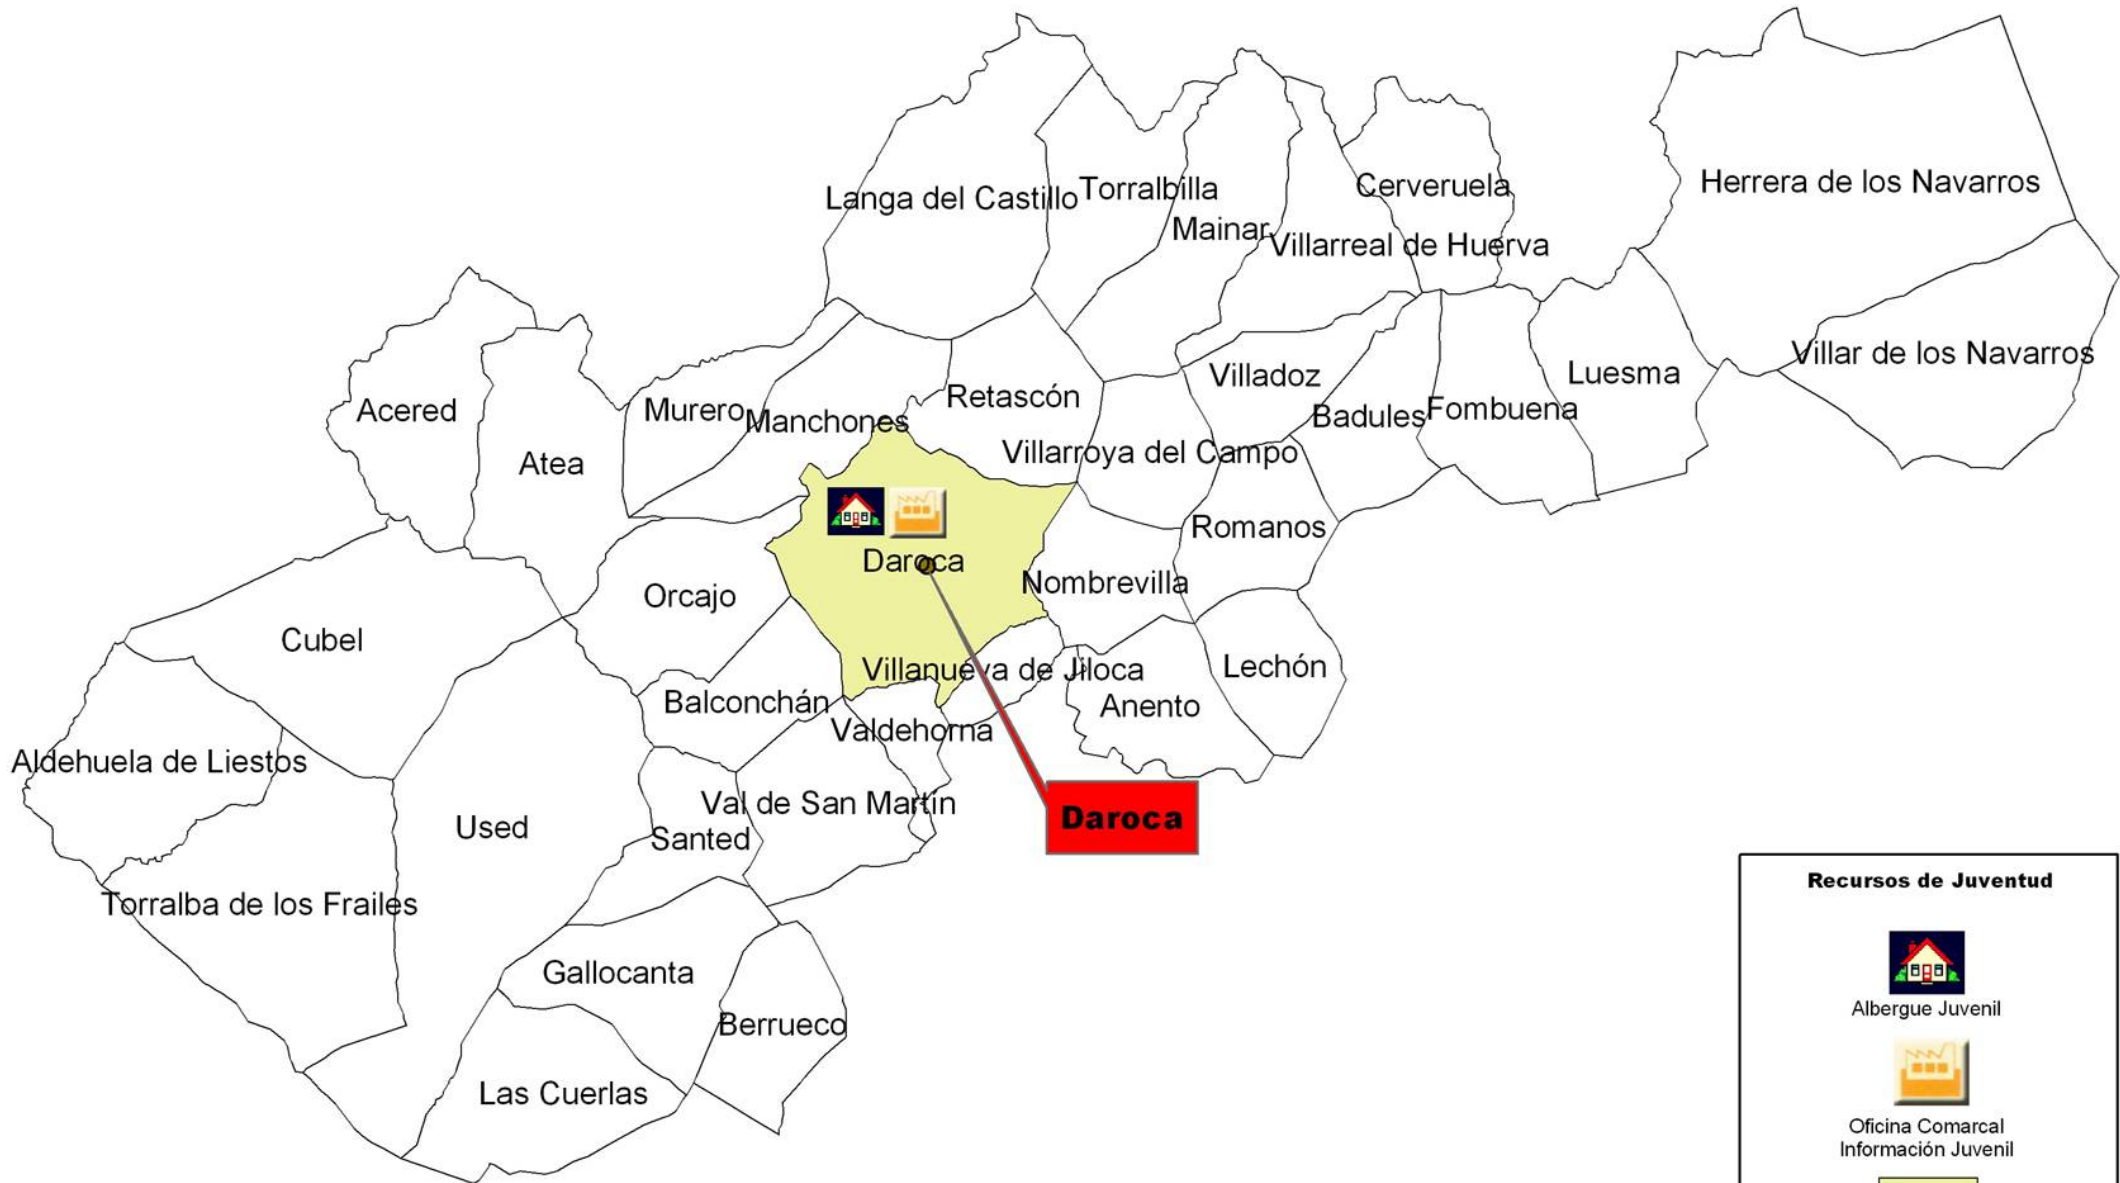 Cerveruela
Herrera de los Navarros
Torralbilla
Langa del Castillo
Mainar
Villarreal de Huerva
Villar de los Navarros
Luesma
Villadoz
Retascón
Acered
Murero
Manchones
Badules
Fombuena
Villarroya del Campo
Atea
Romanos
Daroca
Nombrevilla
Orcajo
Cubel
Villanueva de Jiloca
Lechón
Balconchán
Anento
Valdehorna
Aldehuela de Liestos
Val de San Martín
Daroca
Used
Santed
Torralba de los Frailes
Gallocanta
Berrueco
Las Cuerlas
Recursos de Juventud
Albergue Juvenil
Oficina Comarcal
Información Juvenil